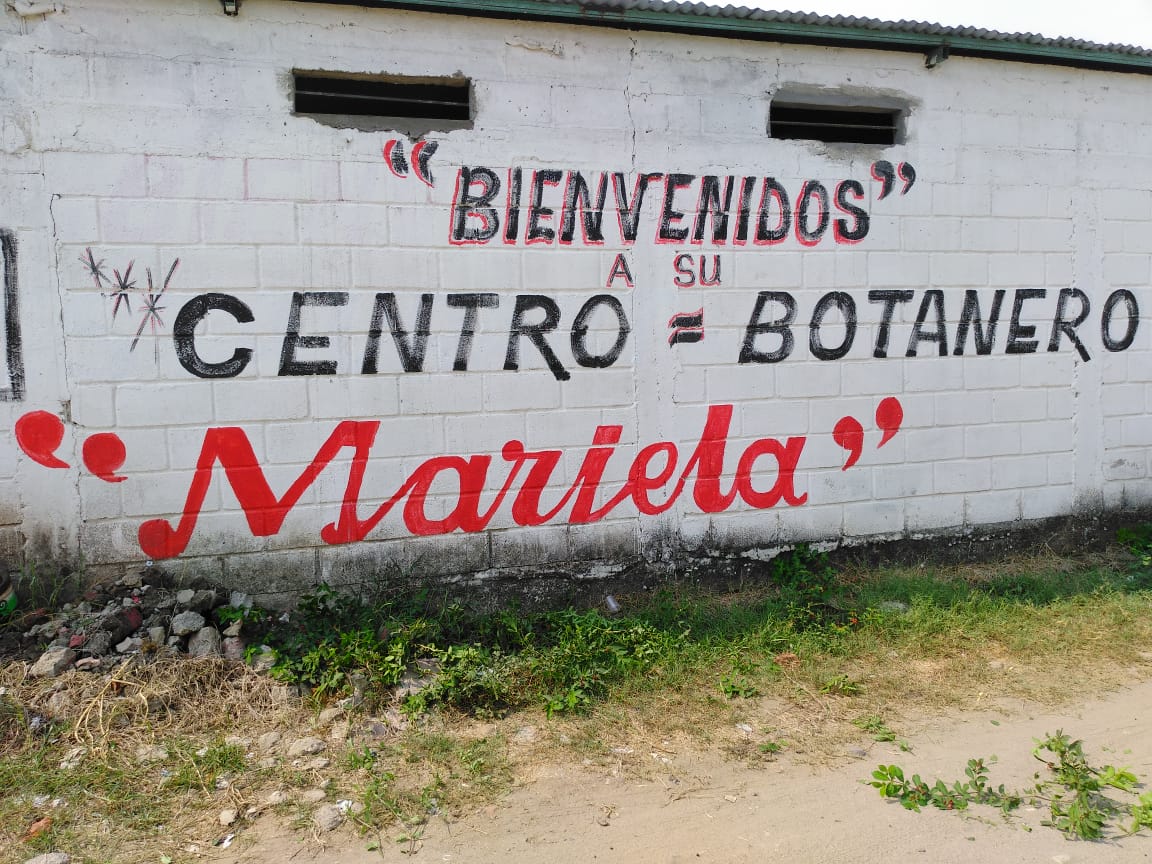 “BIENVENIDOS”
A SU
CENTRO = BOTANERO
”Mariela”